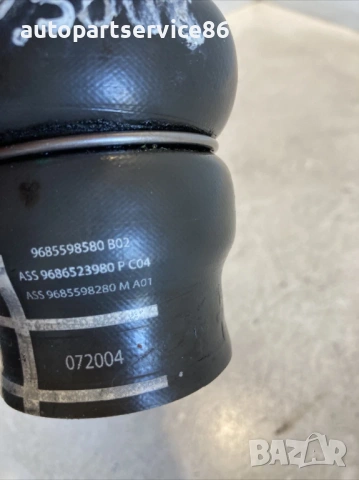 autopartservice86
9685598580 B02
ASS 9686523980 P C04
ASS 9685598280 M A01
072004
BAZAR